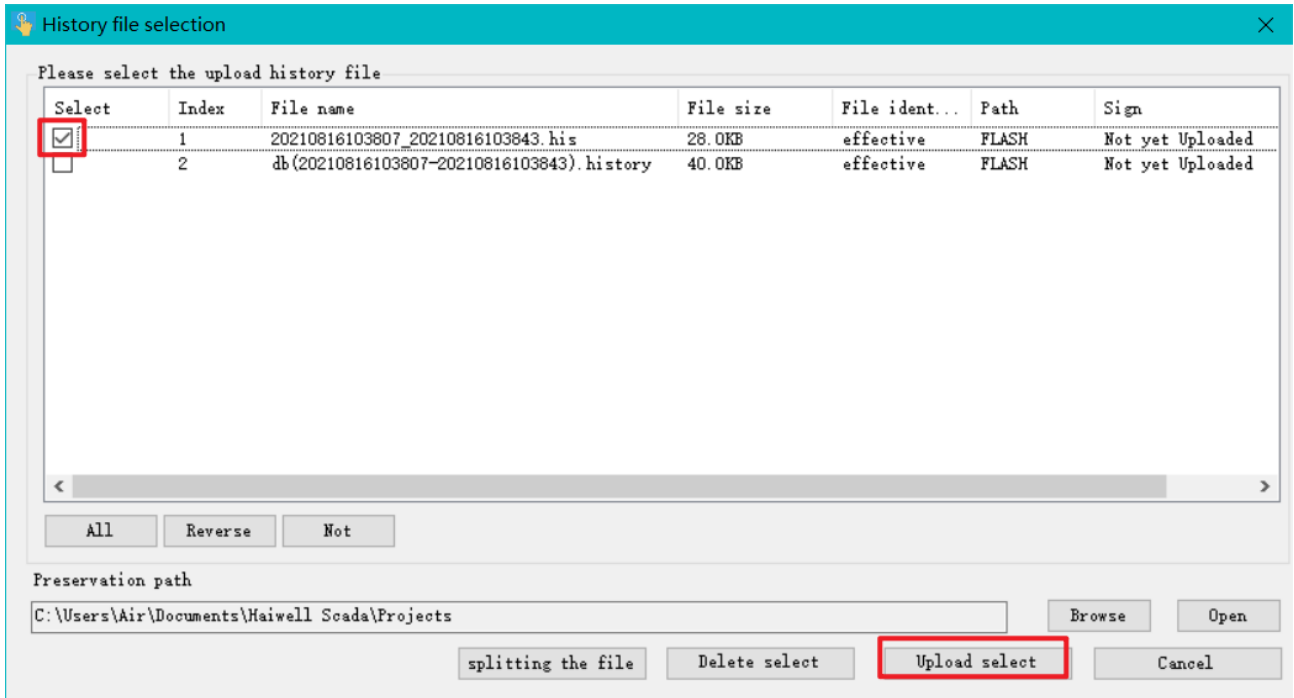 History file selection
Please select the upload history file
Select Index File name File size File ident... Path Sign
1 20210816103807_20210816103843.his 28.0KB effective FLASH Not yet Uploaded
2 db(20210816103807-20210816103843).history 40.0KB effective FLASH Not yet Uploaded
All Reverse Not
Preservation path
C:\Users\Air\Documents\Haiwell Scada\Projects Browse Open
splitting the file Delete select Upload select Cancel